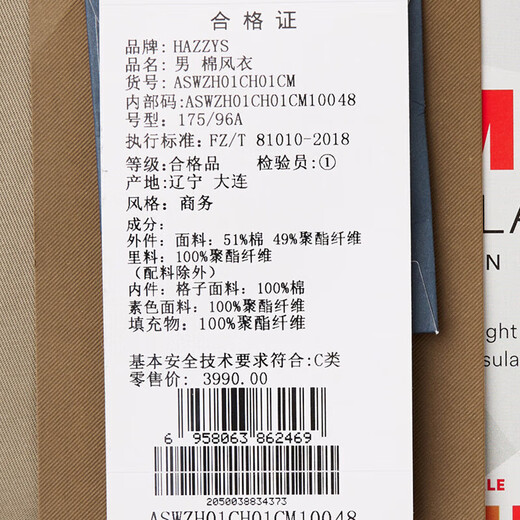 合格证
品牌: HAZZYS
品名: 男 棉风衣
货号: ASWZH01CH01CM
内部码: ASWZH01CH01CM10048
号型: 175/96A
执行标准: FZ/T 81010-2018
等级: 合格品 检验员: ①
产地: 辽宁 大连
风格: 商务
成分:
外件: 面料: 51%棉 49%聚酯纤维
里料: 100%聚酯纤维
(配料除外)
内件: 格子面料: 100%棉
素色面料: 100%聚酯纤维
填充物: 100%聚酯纤维
基本安全技术要求符合: C类
零售价: 3990.00
6 958063 862469
2050038834373
ASWZH01CH01CM10048
M
LA
N
ght
sula
LE